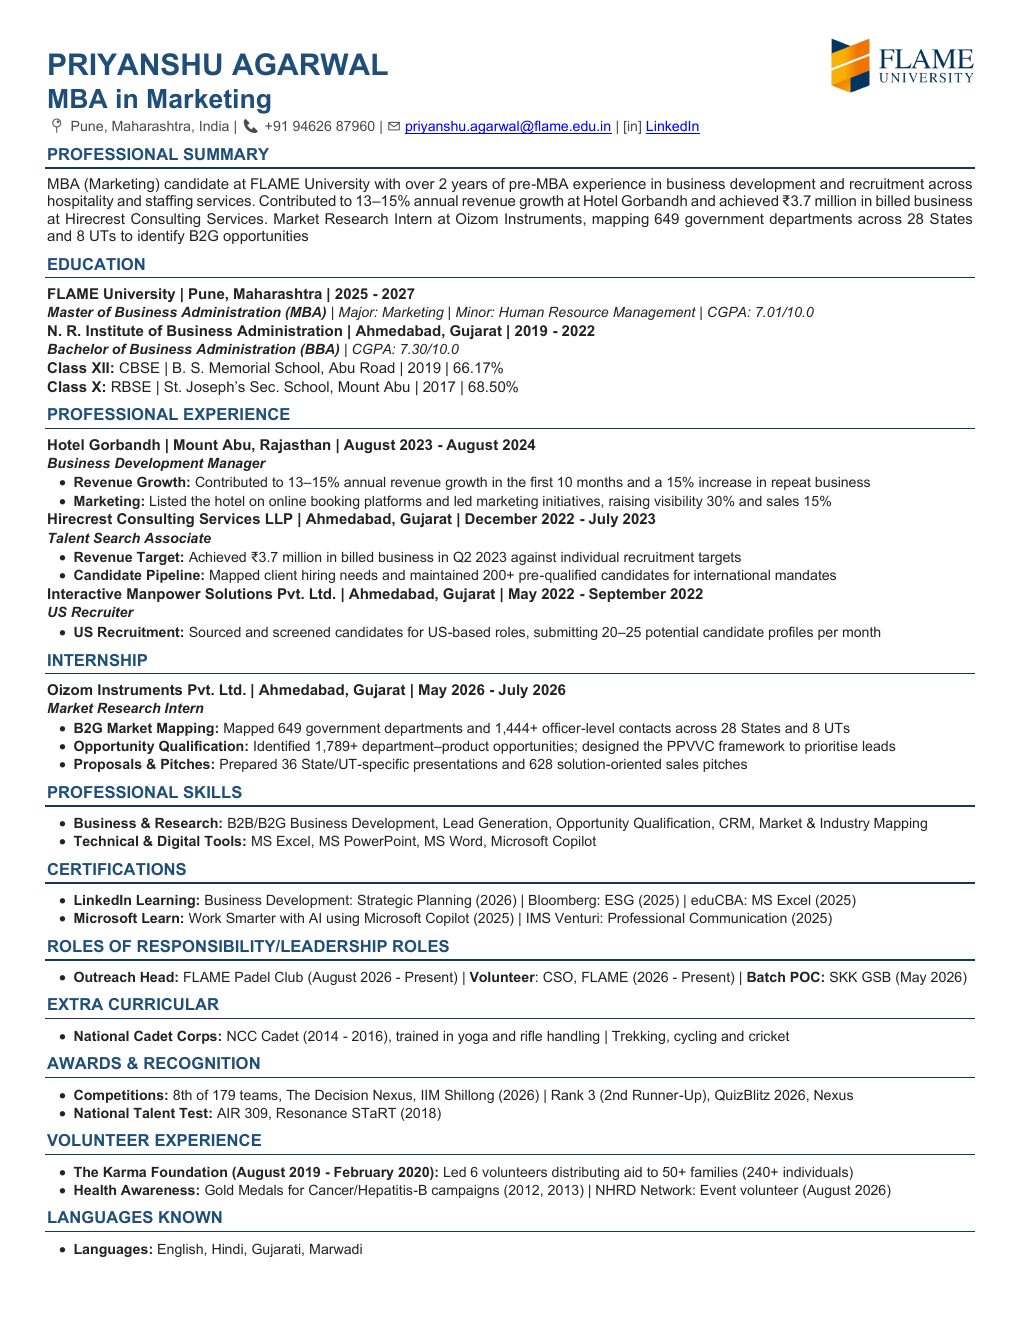 PRIYANSHU AGARWAL
FLAME
UNIVERSITY
MBA in Marketing
Pune, Maharashtra, India | +91 94626 87960 | priyanshu.agarwal@flame.edu.in | [in] LinkedIn
PROFESSIONAL SUMMARY
MBA (Marketing) candidate at FLAME University with over 2 years of pre-MBA experience in business development and recruitment across
hospitality and staffing services. Contributed to 13–15% annual revenue growth at Hotel Gorbandh and achieved ₹3.7 million in billed business
at Hirecrest Consulting Services. Market Research Intern at Oizom Instruments, mapping 649 government departments across 28 States
and 8 UTs to identify B2G opportunities
EDUCATION
FLAME University | Pune, Maharashtra | 2025 - 2027
Master of Business Administration (MBA) | Major: Marketing | Minor: Human Resource Management | CGPA: 7.01/10.0
N. R. Institute of Business Administration | Ahmedabad, Gujarat | 2019 - 2022
Bachelor of Business Administration (BBA) | CGPA: 7.30/10.0
Class XII: CBSE | B. S. Memorial School, Abu Road | 2019 | 66.17%
Class X: RBSE | St. Joseph’s Sec. School, Mount Abu | 2017 | 68.50%
PROFESSIONAL EXPERIENCE
Hotel Gorbandh | Mount Abu, Rajasthan | August 2023 - August 2024
Business Development Manager
• Revenue Growth: Contributed to 13–15% annual revenue growth in the first 10 months and a 15% increase in repeat business
• Marketing: Listed the hotel on online booking platforms and led marketing initiatives, raising visibility 30% and sales 15%
Hirecrest Consulting Services LLP | Ahmedabad, Gujarat | December 2022 - July 2023
Talent Search Associate
• Revenue Target: Achieved ₹3.7 million in billed business in Q2 2023 against individual recruitment targets
• Candidate Pipeline: Mapped client hiring needs and maintained 200+ pre-qualified candidates for international mandates
Interactive Manpower Solutions Pvt. Ltd. | Ahmedabad, Gujarat | May 2022 - September 2022
US Recruiter
• US Recruitment: Sourced and screened candidates for US-based roles, submitting 20–25 potential candidate profiles per month
INTERNSHIP
Oizom Instruments Pvt. Ltd. | Ahmedabad, Gujarat | May 2026 - July 2026
Market Research Intern
• B2G Market Mapping: Mapped 649 government departments and 1,444+ officer-level contacts across 28 States and 8 UTs
• Opportunity Qualification: Identified 1,789+ department–product opportunities; designed the PPVVC framework to prioritise leads
• Proposals & Pitches: Prepared 36 State/UT-specific presentations and 628 solution-oriented sales pitches
PROFESSIONAL SKILLS
• Business & Research: B2B/B2G Business Development, Lead Generation, Opportunity Qualification, CRM, Market & Industry Mapping
• Technical & Digital Tools: MS Excel, MS PowerPoint, MS Word, Microsoft Copilot
CERTIFICATIONS
• LinkedIn Learning: Business Development: Strategic Planning (2026) | Bloomberg: ESG (2025) | eduCBA: MS Excel (2025)
• Microsoft Learn: Work Smarter with AI using Microsoft Copilot (2025) | IMS Venturi: Professional Communication (2025)
ROLES OF RESPONSIBILITY/LEADERSHIP ROLES
• Outreach Head: FLAME Padel Club (August 2026 - Present) | Volunteer: CSO, FLAME (2026 - Present) | Batch POC: SKK GSB (May 2026)
EXTRA CURRICULAR
• National Cadet Corps: NCC Cadet (2014 - 2016), trained in yoga and rifle handling | Trekking, cycling and cricket
AWARDS & RECOGNITION
• Competitions: 8th of 179 teams, The Decision Nexus, IIM Shillong (2026) | Rank 3 (2nd Runner-Up), QuizBlitz 2026, Nexus
• National Talent Test: AIR 309, Resonance STaRT (2018)
VOLUNTEER EXPERIENCE
• The Karma Foundation (August 2019 - February 2020): Led 6 volunteers distributing aid to 50+ families (240+ individuals)
• Health Awareness: Gold Medals for Cancer/Hepatitis-B campaigns (2012, 2013) | NHRD Network: Event volunteer (August 2026)
LANGUAGES KNOWN
• Languages: English, Hindi, Gujarati, Marwadi